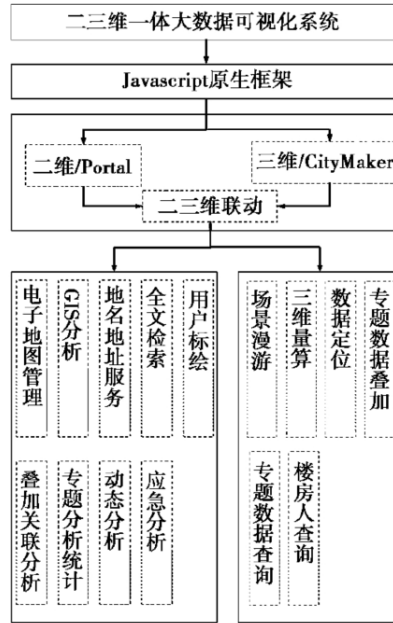 二三维一体大数据可视化系统
Javascript原生框架
二维/Portal
三维/CityMaker
二三维联动
电子地图管理
GIS分析
地名地址服务
全文检索
用户标绘
叠加关联分析
专题分析统计
动态分析
应急分析
场景漫游
三维量算
数据定位
专题数据叠加
专题数据查询
楼房人查询